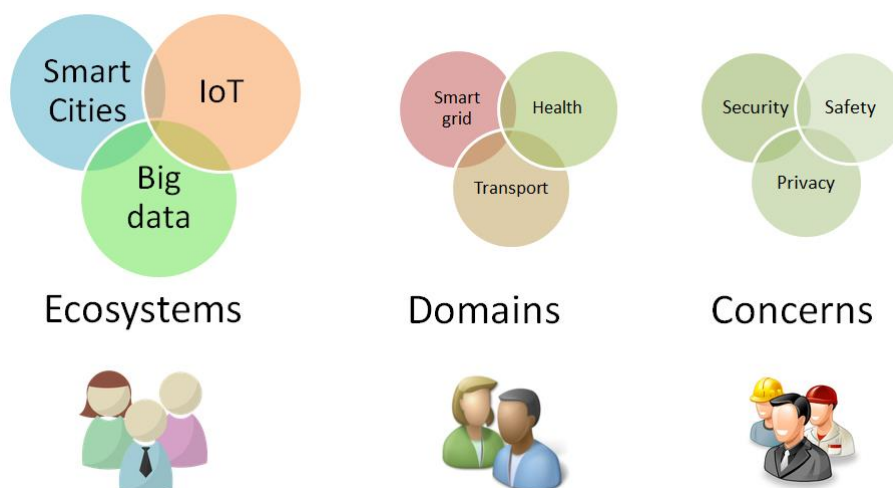 Smart
Cities
IoT
Big
data
Ecosystems
Smart
grid
Health
Transport
Domains
Security
Safety
Privacy
Concerns